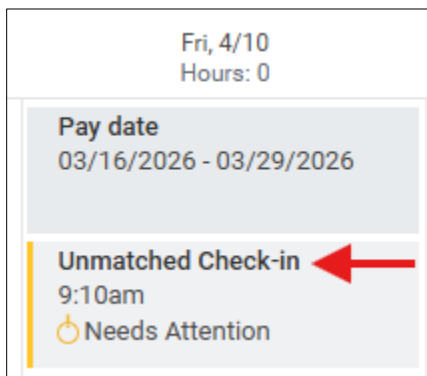 Fri, 4/10
Hours: 0
Pay date
03/16/2026 - 03/29/2026
Unmatched Check-in
9:10am
Needs Attention